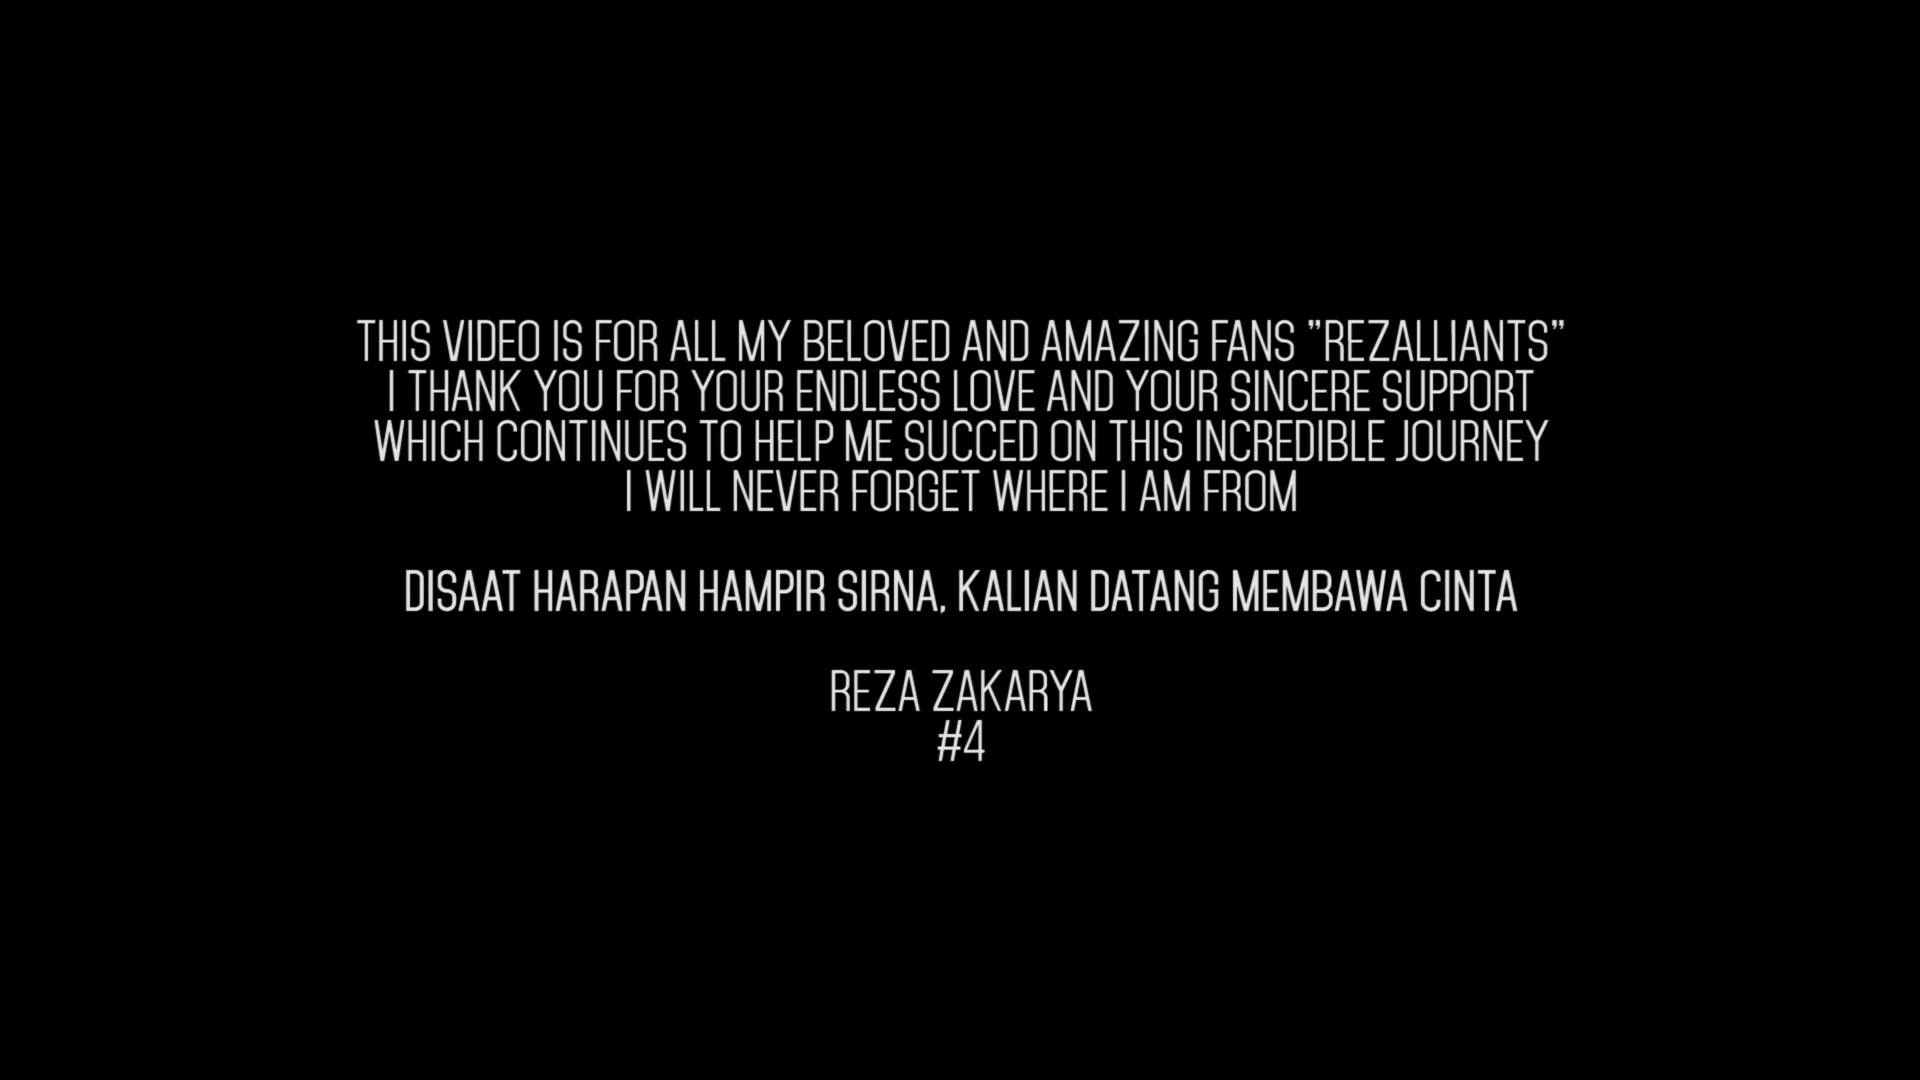 THIS VIDEO IS FOR ALL MY BELOVED AND AMAZING FANS "REZALLIANTS"
I THANK YOU FOR YOUR ENDLESS LOVE AND YOUR SINCERE SUPPORT
WHICH CONTINUES TO HELP ME SUCCED ON THIS INCREDIBLE JOURNEY
I WILL NEVER FORGET WHERE I AM FROM
DISAAT HARAPAN HAMPIR SIRNA, KALIAN DATANG MEMBAWA CINTA
REZA ZAKARYA
#4